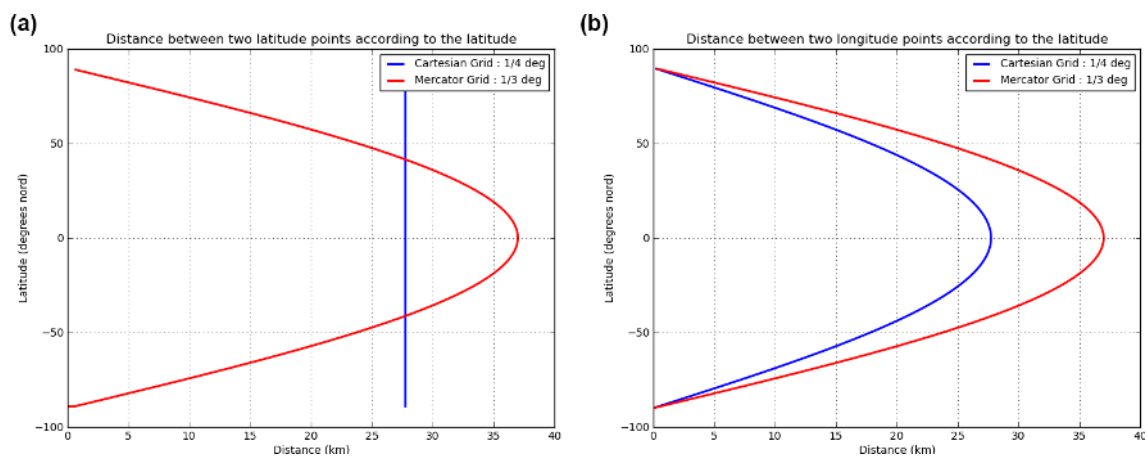 (a)
Distance between two latitude points according to the latitude
100
50
0
−50
−100
Latitude (degrees nord)
Cartesian Grid : 1/4 deg
Mercator Grid : 1/3 deg
0 5 10 15 20 25 30 35 40
Distance (km)
(b)
Distance between two longitude points according to the latitude
100
50
0
−50
−100
Latitude (degrees nord)
Cartesian Grid : 1/4 deg
Mercator Grid : 1/3 deg
0 5 10 15 20 25 30 35 40
Distance (km)